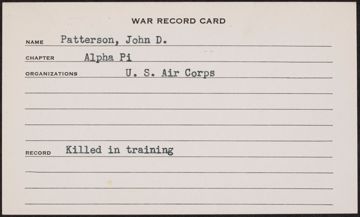 WAR RECORD CARD
NAME Patterson, John D.
CHAPTER Alpha Pi
ORGANIZATIONS U. S. Air Corps
RECORD Killed in training